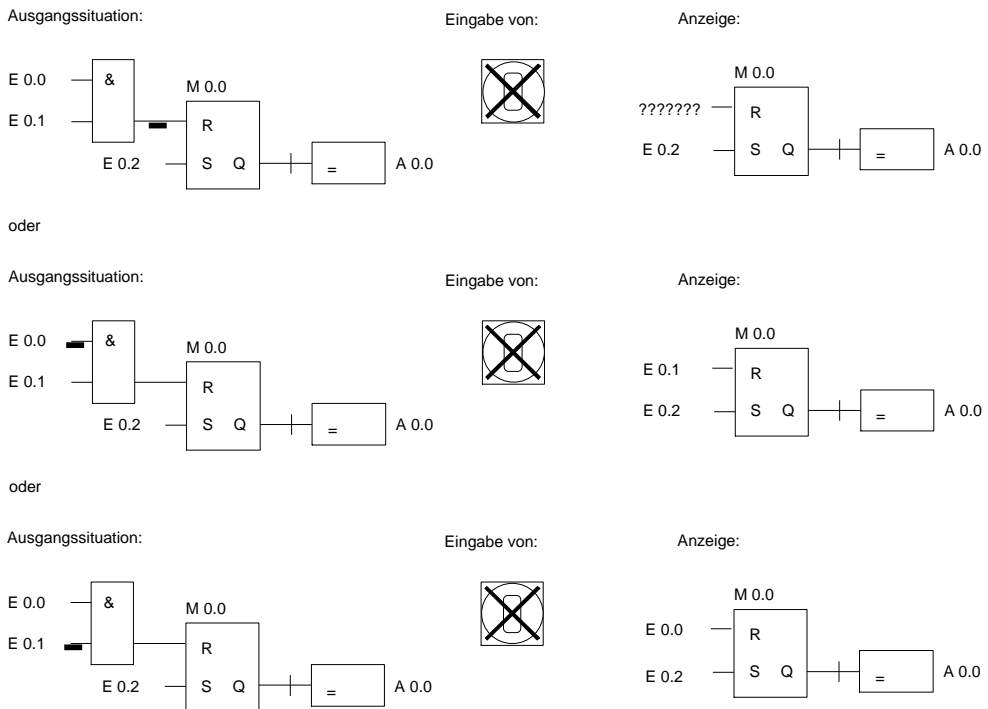 Ausgangssituation: Eingabe von: Anzeige:
E 0.0 & M 0.0 M 0.0
E 0.1 R ??????? R
E 0.2 S Q = A 0.0 E 0.2 S Q = A 0.0
oder
Ausgangssituation: Eingabe von: Anzeige:
E 0.0 & M 0.0 M 0.0
E 0.1 R E 0.1 R
E 0.2 S Q = A 0.0 E 0.2 S Q = A 0.0
oder
Ausgangssituation: Eingabe von: Anzeige:
E 0.0 & M 0.0 M 0.0
E 0.1 R E 0.0 R
E 0.2 S Q = A 0.0 E 0.2 S Q = A 0.0